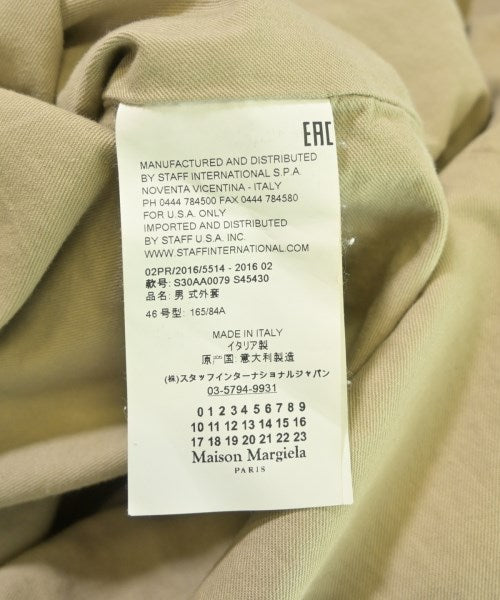 EAC
MANUFACTURED AND DISTRIBUTED
BY STAFF INTERNATIONAL S.P.A.
NOVENTA VICENTINA - ITALY
PH 0444 784500 FAX 0444 784580
FOR U.S.A. ONLY
IMPORTED AND DISTRIBUTED
BY STAFF U.S.A. INC.
WWW.STAFFINTERNATIONAL.COM
02PR/2016/5514 - 2016 02
款号: S30AA0079 S45430
品名: 男 式外套
46 号型: 165/84A
MADE IN ITALY
イタリア製
原产国: 意大利製造
(株)スタッフインターナショナルジャパン
03-5794-9931
0 1 2 3 4 5 6 7 8 9
10 11 12 13 14 15 16
17 18 19 20 21 22 23
Maison Margiela
PARIS